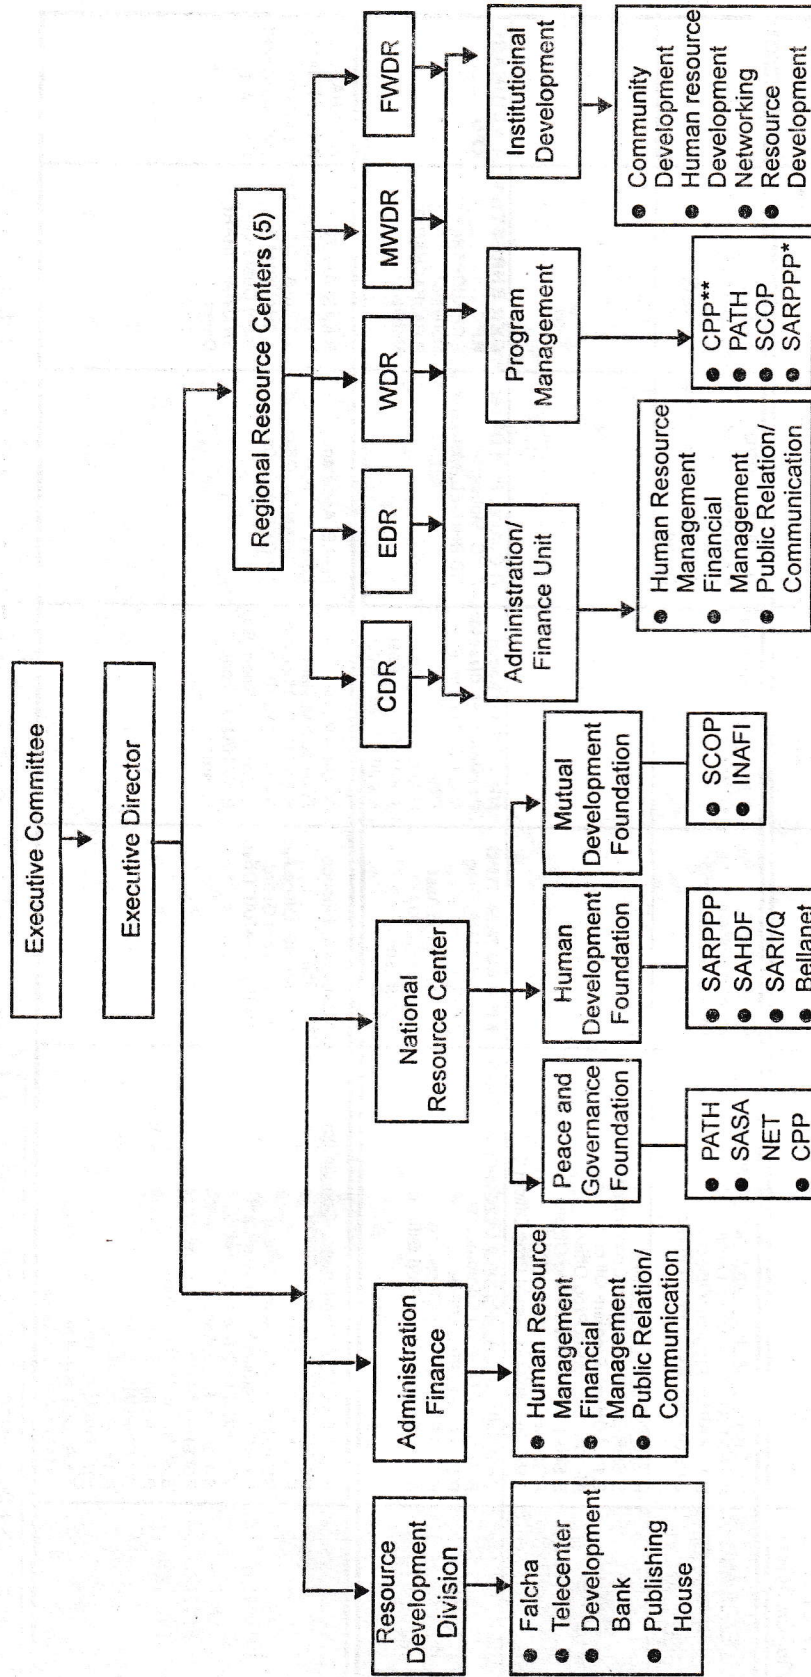 Executive Committee
Executive Director
Regional Resource Centers (5)
CDR
EDR
WDR
MWDR
FWDR
Resource
Development
Division
Administration
Finance
National
Resource Center
Administration/
Finance Unit
Program
Management
Institutioinal
Development
● Falcha
● Telecenter
● Development
Bank
● Publishing
House
● Human Resource
Management
● Financial
Management
● Public Relation/
Communication
Peace and
Governance
Foundation
Human
Development
Foundation
Mutual
Development
Foundation
● PATH
● SASA
NET
● CPP
● SARPPP
● SAHDF
● SARI/Q
● Bellanet
● SCOP
● INAFI
● Human Resource
Management
● Financial
Management
● Public Relation/
Communication
● CPP**
● PATH
● SCOP
● SARPPP*
● Community
Development
● Human resource
Development
● Networking
● Resource
Development